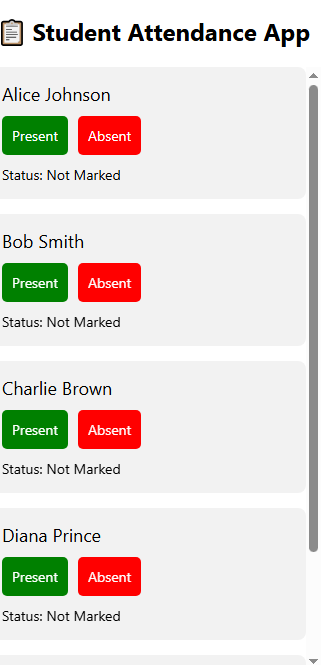 📋 Student Attendance App
Alice Johnson
Present Absent
Status: Not Marked
Bob Smith
Present Absent
Status: Not Marked
Charlie Brown
Present Absent
Status: Not Marked
Diana Prince
Present Absent
Status: Not Marked